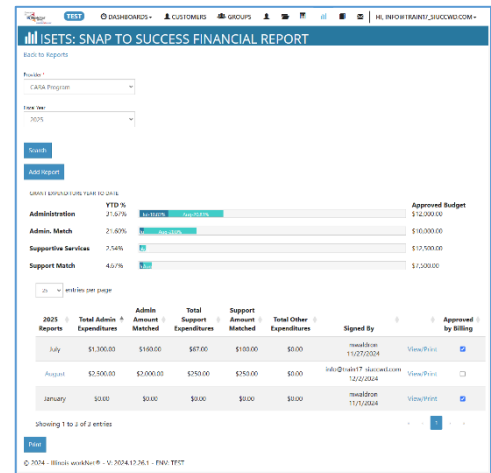 TEST DASHBOARDS CUSTOMERS GROUPS HI, INFO@TRAIN17_SIUCCWD.COM
ISETS: SNAP TO SUCCESS FINANCIAL REPORT
Back to Reports
Provider *
CASA Program
Fiscal Year
2025
Search
Add Report
GRANT EXPENDITURE YEAR TO DATE
YTD % Approved Budget
Administration 31.67% $12,000.00
Admin. Match 21.60% $10,000.00
Supportive Services 2.54% $12,500.00
Support Match 4.67% $7,500.00
25 entries per page
2025 Reports Total Admin Expenditures Admin Amount Matched Total Support Expenditures Support Amount Matched Total Other Expenditures Signed By Approved by Billing
July $1,300.00 $160.00 $67.00 $100.00 $0.00 mwaldron 11/27/2024 View/Print
August $2,500.00 $2,000.00 $250.00 $250.00 $0.00 info@train17_siuccwd.com 12/2/2024 View/Print
January $0.00 $0.00 $0.00 $0.00 $0.00 mwaldron 11/1/2024 View/Print
Showing 1 to 3 of 3 entries 1
Print
© 2024 - Illinois workNet® - V: 2024.12.26.1 - ENV: TEST